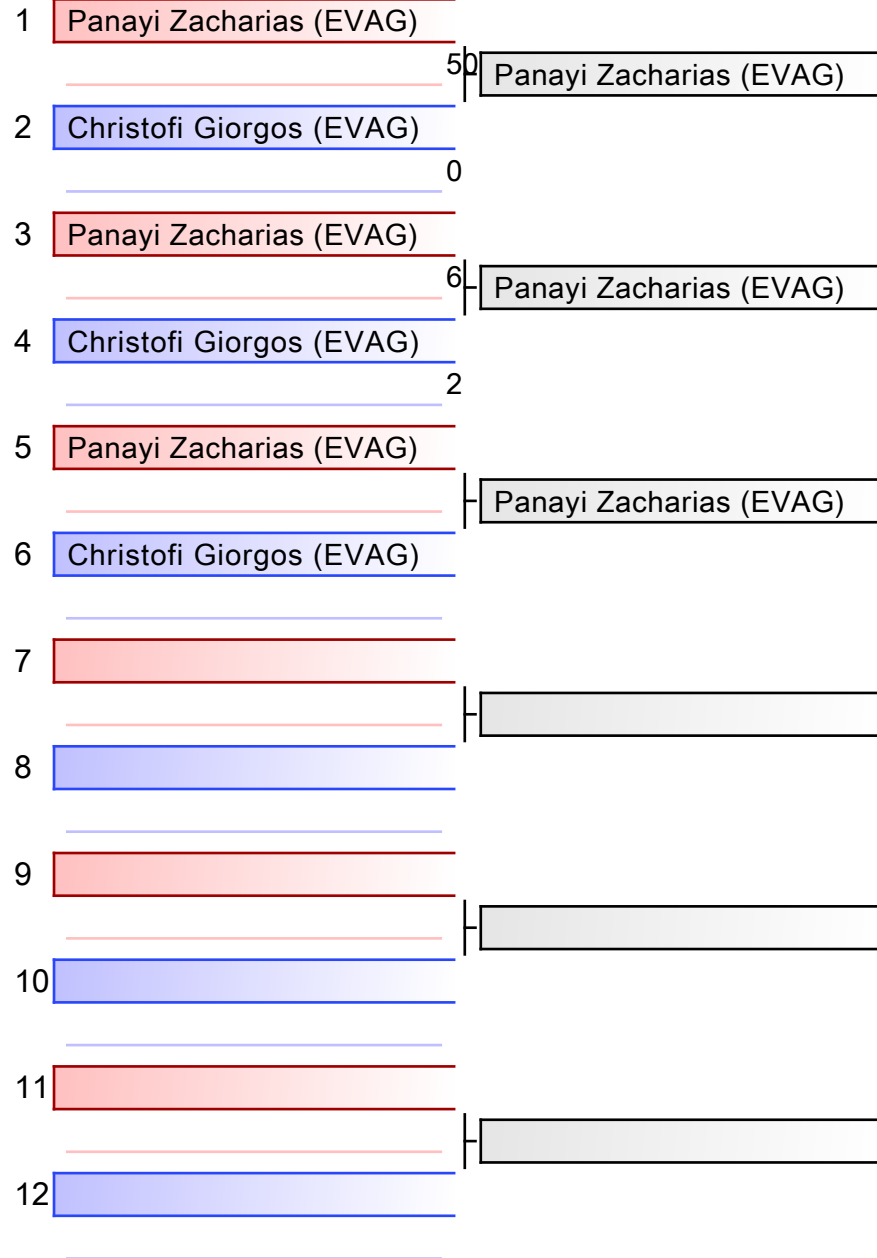 1 Panayi Zacharias (EVAG)
50 Panayi Zacharias (EVAG)
2 Christofi Giorgos (EVAG)
0
3 Panayi Zacharias (EVAG)
6 Panayi Zacharias (EVAG)
4 Christofi Giorgos (EVAG)
2
5 Panayi Zacharias (EVAG)
Panayi Zacharias (EVAG)
6 Christofi Giorgos (EVAG)
7
8
9
10
11
12